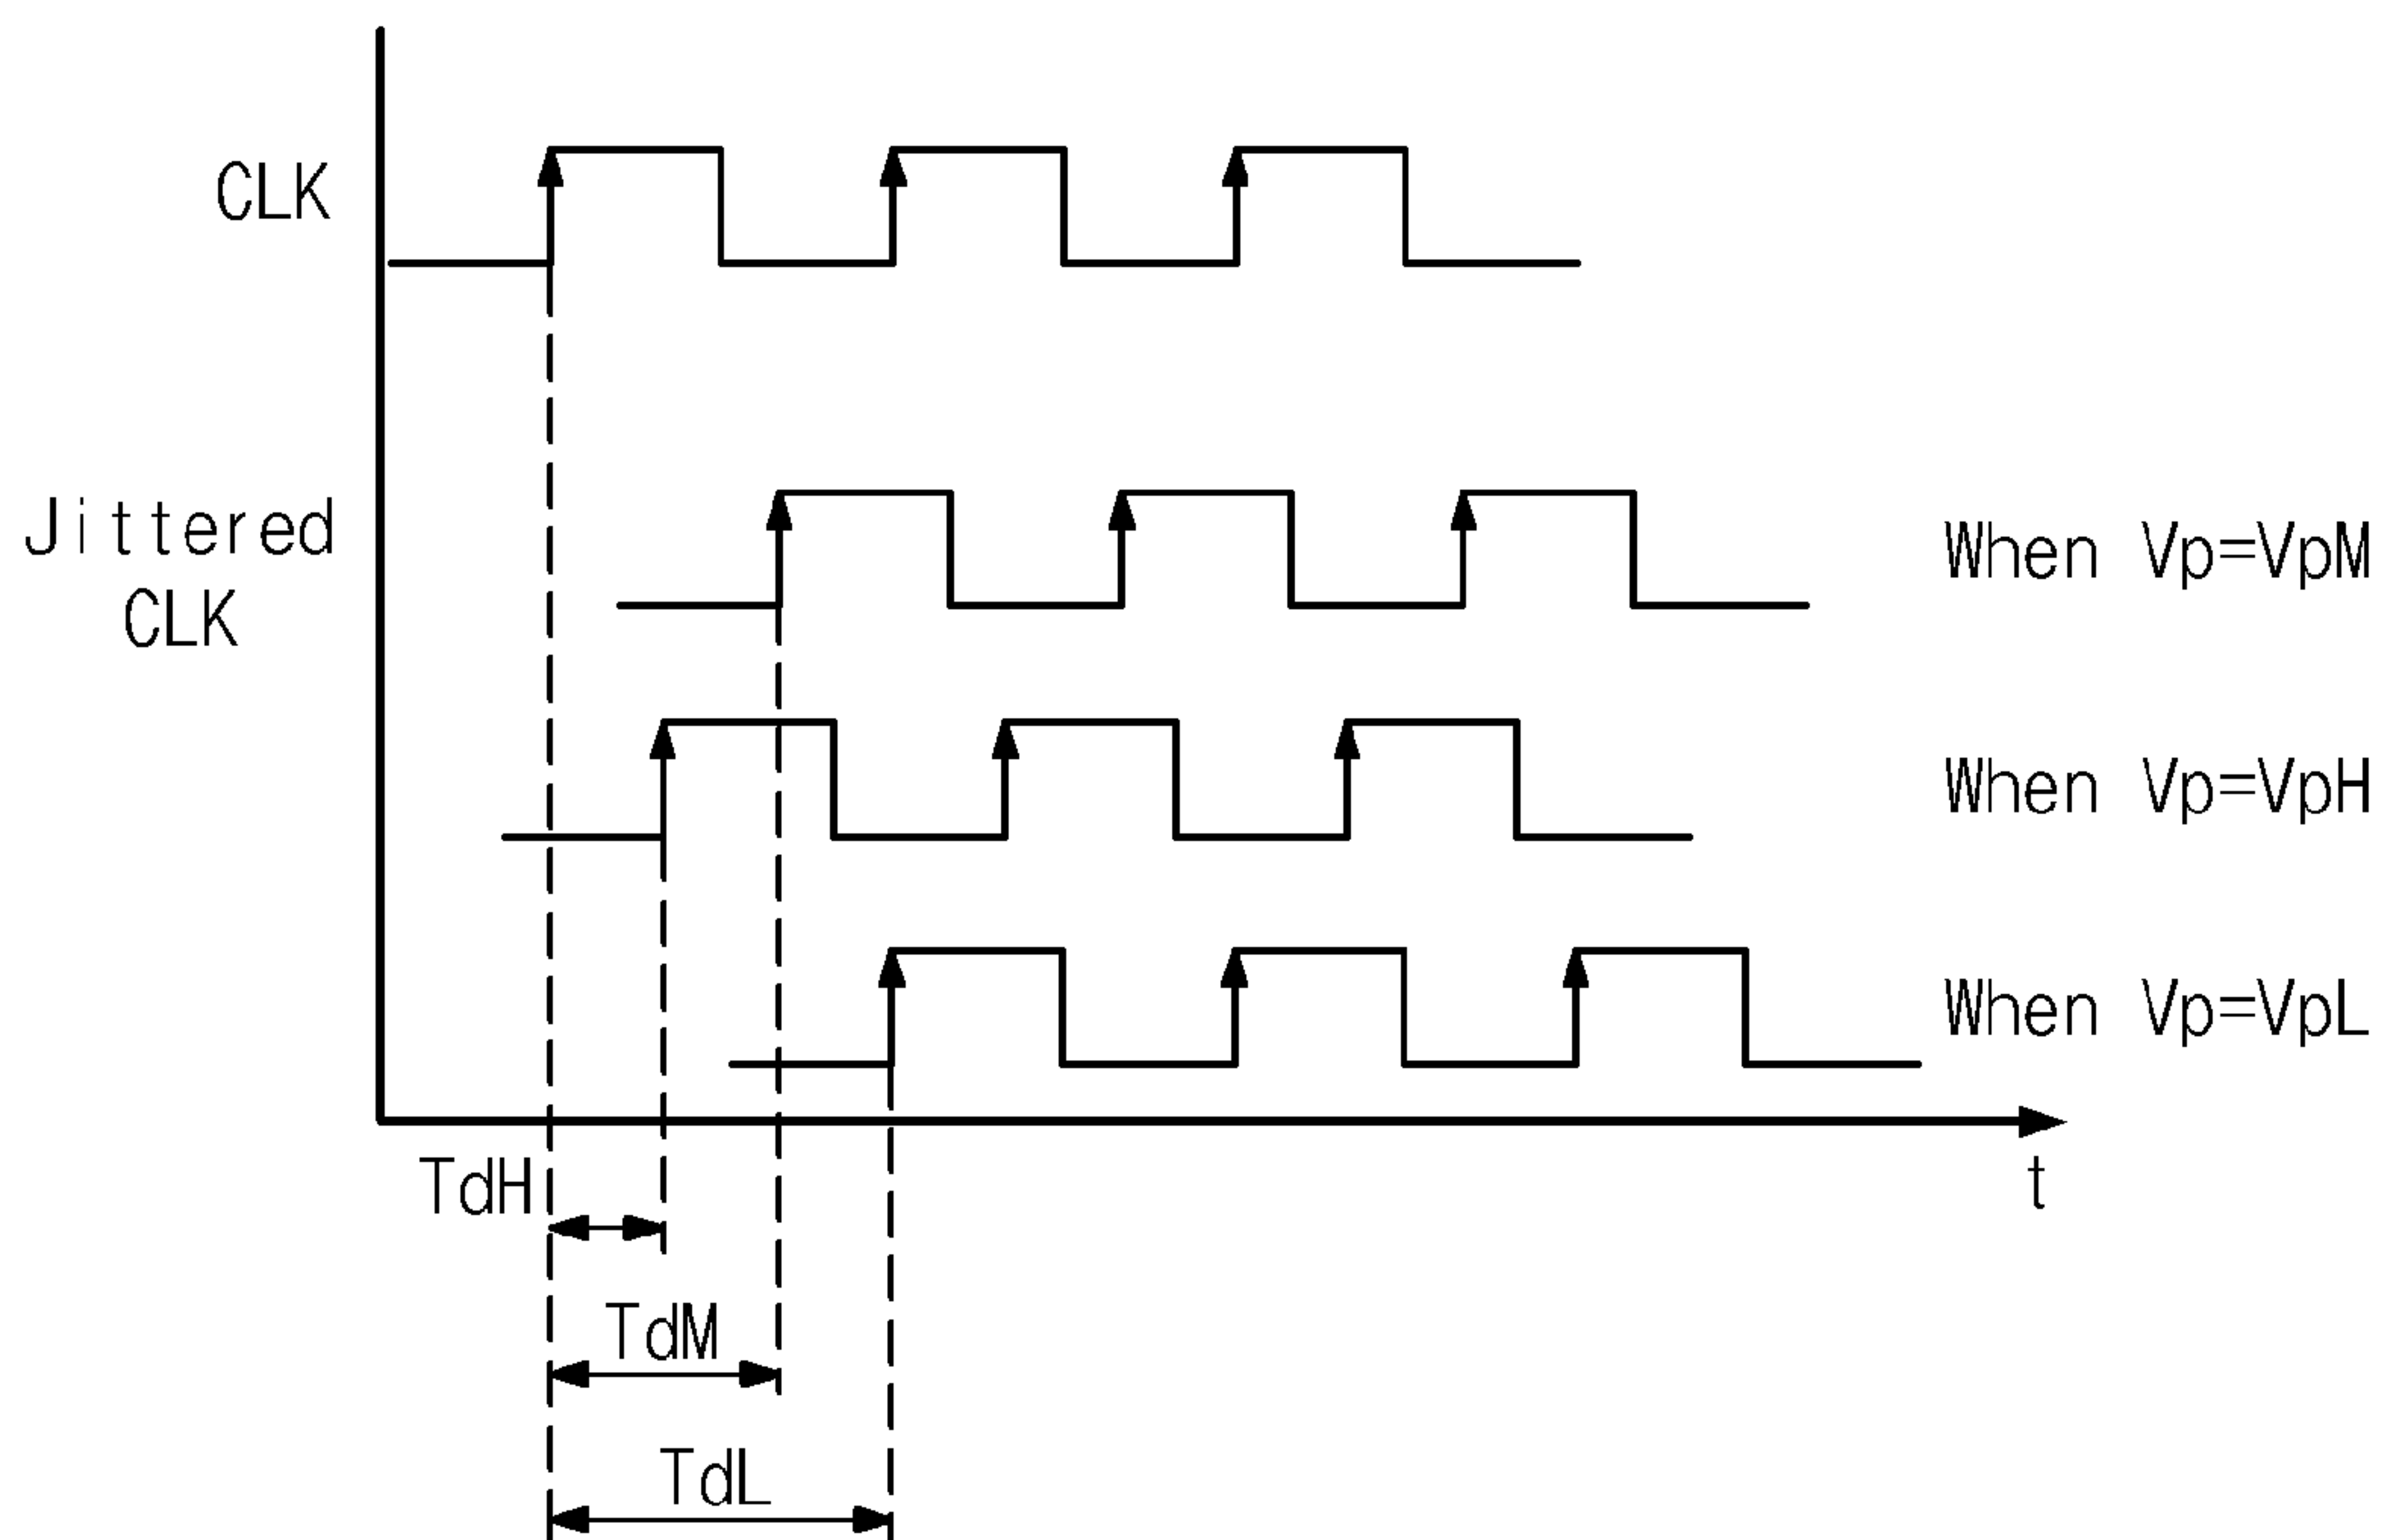 CLK
Jittered
CLK
When Vp=VpM
When Vp=VpH
When Vp=VpL
TdH
t
TdM
TdL